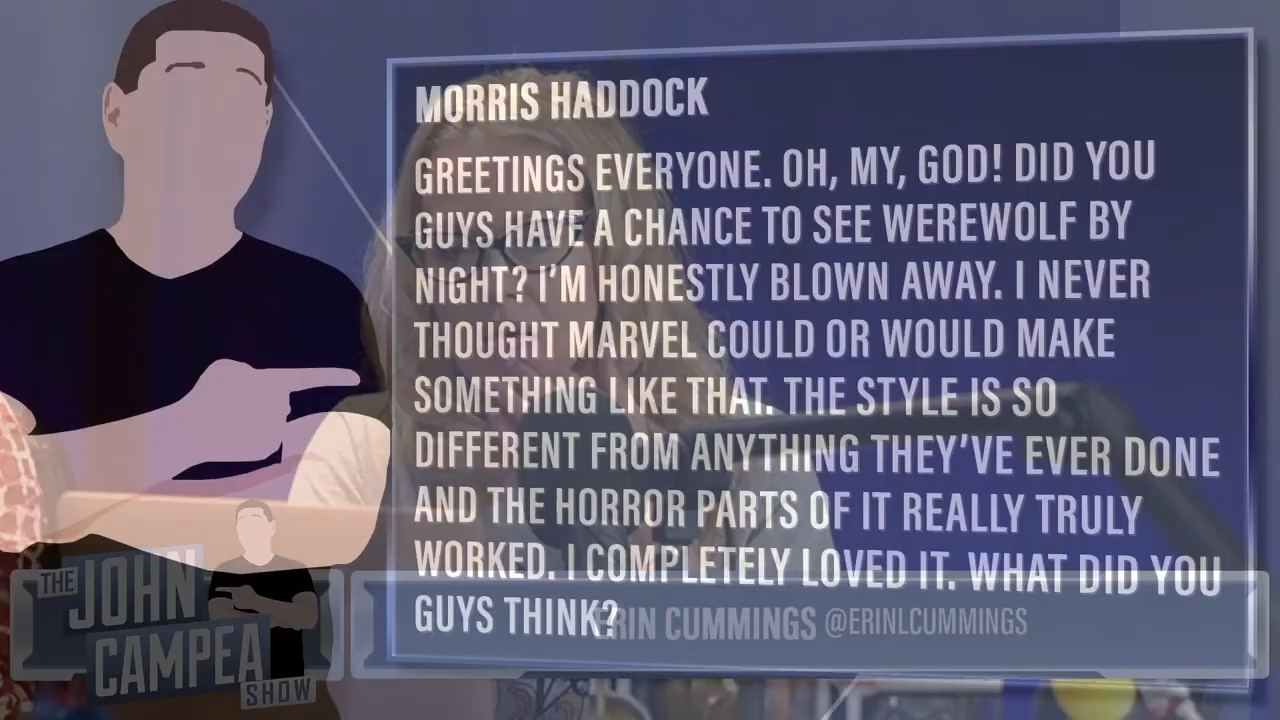 MORRIS HADDOCK
GREETINGS EVERYONE. OH, MY, GOD! DID YOU
GUYS HAVE A CHANCE TO SEE WEREWOLF BY
NIGHT? I'M HONESTLY BLOWN AWAY. I NEVER
THOUGHT MARVEL COULD OR WOULD MAKE
SOMETHING LIKE THAT. THE STYLE IS SO
DIFFERENT FROM ANYTHING THEY'VE EVER DONE
AND THE HORROR PARTS OF IT REALLY TRULY
WORKED. I COMPLETELY LOVED IT. WHAT DID YOU
GUYS THINK?
ERIN CUMMINGS @ERINLCUMMINGS
THE
JOHN
CAMPEA
SHOW